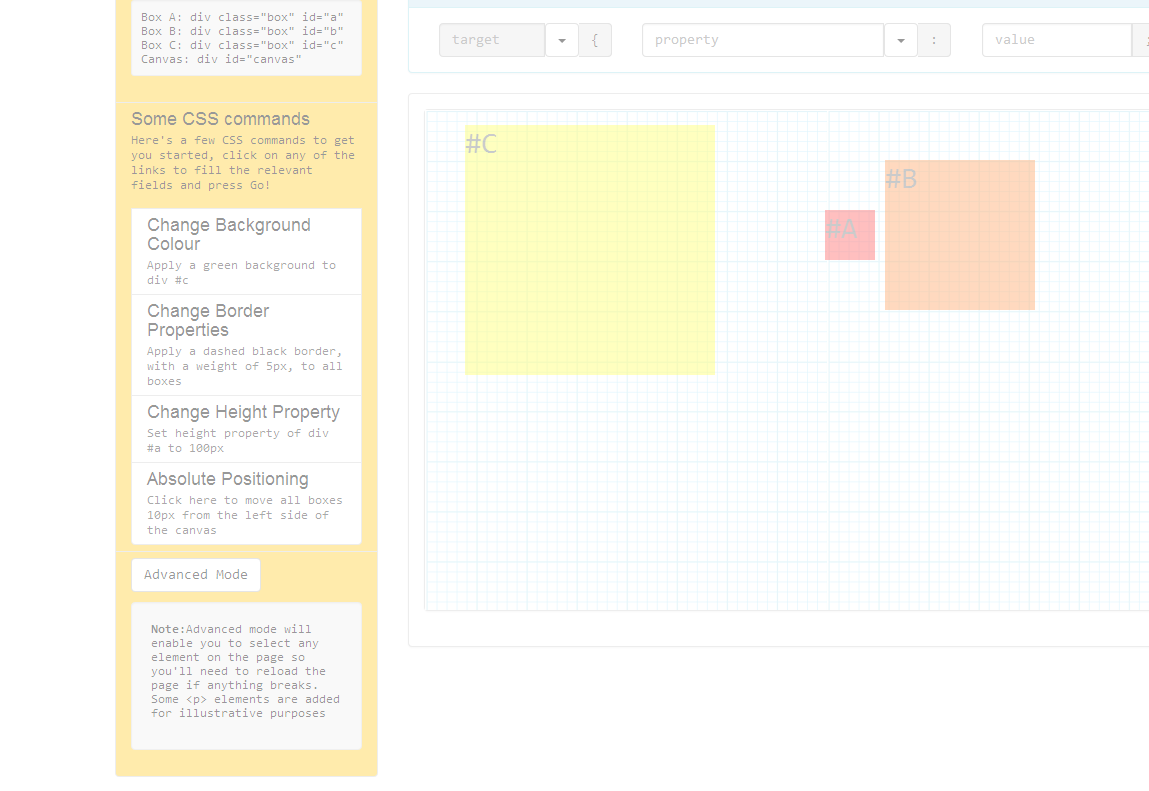 Box A: div class="box" id="a"
Box B: div class="box" id="b"
Box C: div class="box" id="c"
Canvas: div id="canvas"
Some CSS commands
Here's a few CSS commands to get
you started, click on any of the
links to fill the relevant
fields and press Go!
Change Background
Colour
Apply a green background to
div #c
Change Border
Properties
Apply a dashed black border,
with a weight of 5px, to all
boxes
Change Height Property
Set height property of div
#a to 100px
Absolute Positioning
Click here to move all boxes
10px from the left side of
the canvas
Advanced Mode
Note:Advanced mode will
enable you to select any
element on the page so
you'll need to reload the
page if anything breaks.
Some <p> elements are added
for illustrative purposes
target { property : value
#C
#B
#A